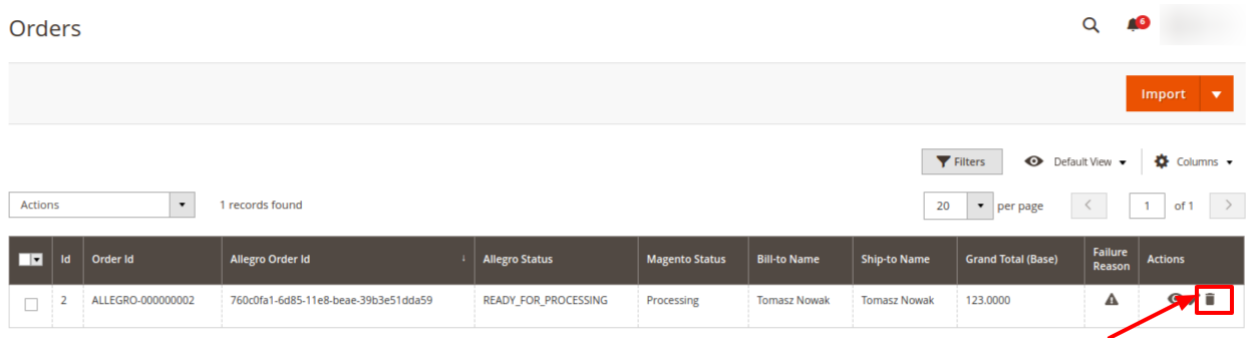 Orders
6
Import
Filters
Default View
Columns
Actions
1 records found
20
per page
1
of 1
Id
Order Id
Allegro Order Id
Allegro Status
Magento Status
Bill-to Name
Ship-to Name
Grand Total (Base)
Failure
Reason
Actions
2
ALLEGRO-000000002
760c0fa1-6d85-11e8-beae-39b3e51dda59
READY_FOR_PROCESSING
Processing
Tomasz Nowak
Tomasz Nowak
123.0000